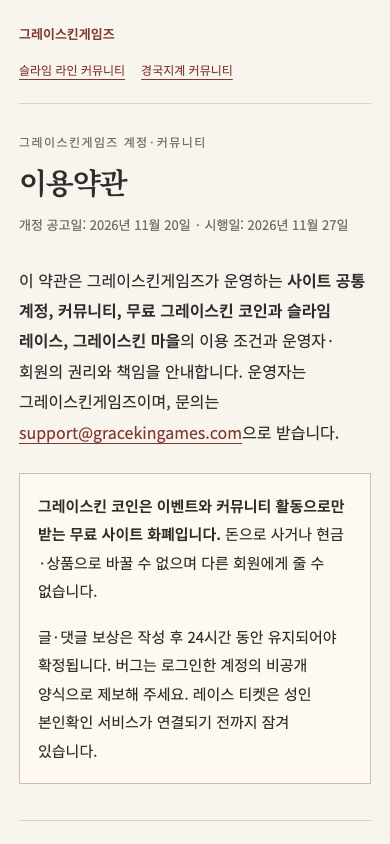 그레이스킨게임즈
슬라임 라인 커뮤니티 경국지계 커뮤니티
그레이스킨게임즈 계정·커뮤니티
이용약관
개정 공고일: 2026년 11월 20일 · 시행일: 2026년 11월 27일
이 약관은 그레이스킨게임즈가 운영하는 사이트 공통
계정, 커뮤니티, 무료 그레이스킨 코인과 슬라임
레이스, 그레이스킨 마을의 이용 조건과 운영자·
회원의 권리와 책임을 안내합니다. 운영자는
그레이스킨게임즈이며, 문의는
support@gracekingames.com으로 받습니다.
그레이스킨 코인은 이벤트와 커뮤니티 활동으로만
받는 무료 사이트 화폐입니다. 돈으로 사거나 현금
·상품으로 바꿀 수 없으며 다른 회원에게 줄 수
없습니다.
글·댓글 보상은 작성 후 24시간 동안 유지되어야
확정됩니다. 버그는 로그인한 계정의 비공개
양식으로 제보해 주세요. 레이스 티켓은 성인
본인확인 서비스가 연결되기 전까지 잠겨
있습니다.